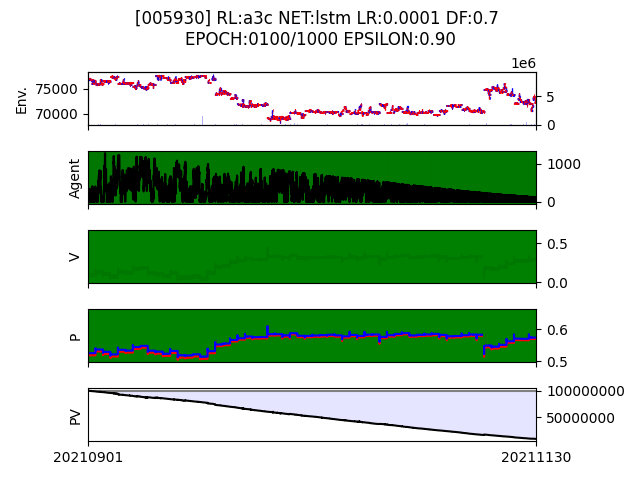 [005930] RL:a3c NET:lstm LR:0.0001 DF:0.7
EPOCH:0100/1000 EPSILON:0.90
1e6
Env.
75000
70000
5
0
Agent
1000
0
V
0.5
0.0
P
0.6
0.5
PV
100000000
50000000
20210901
20211130